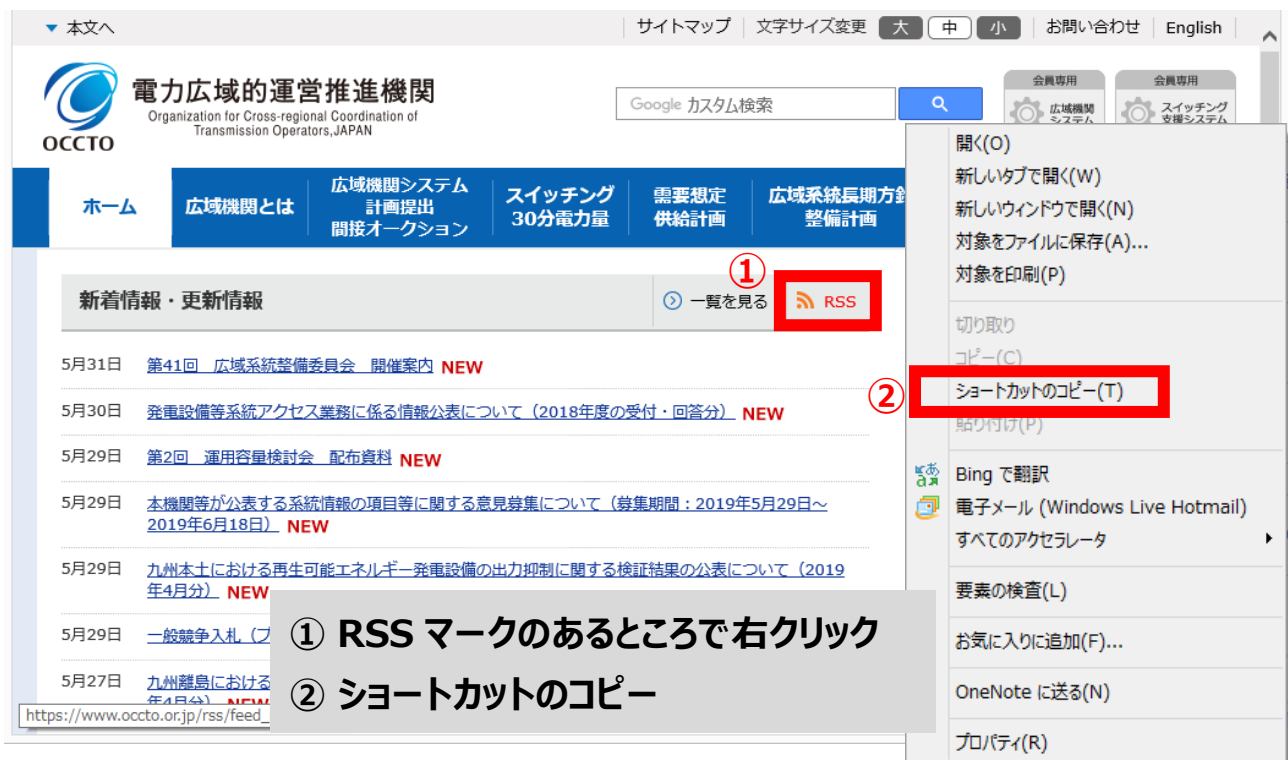 ▼ 本文へ
サイトマップ
文字サイズ変更 大 中 小
お問い合わせ
English
電力広域的運営推進機関
Organization for Cross-regional Coordination of
Transmission Operators,JAPAN
OCCTO
Google カスタム検索
会員専用
広域機関
システム
会員専用
スイッチング
支援システム
ホーム
広域機関とは
広域機関システム
計画提出
間接オークション
スイッチング
30分電力量
需要想定
供給計画
広域系統長期方針
整備計画
①
新着情報・更新情報
一覧を見る
RSS
5月31日 第41回 広域系統整備委員会 開催案内 NEW
5月30日 発電設備等系統アクセス業務に係る情報公表について（2018年度の受付・回答分） NEW
5月29日 第2回 運用容量検討会 配布資料 NEW
5月29日 本機関等が公表する系統情報の項目等に関する意見募集について（募集期間：2019年5月29日～
2019年6月18日） NEW
5月29日 九州本土における再生可能エネルギー発電設備の出力抑制に関する検証結果の公表について（2019
年4月分） NEW
5月29日 一般競争入札（プ
5月27日 九州離島における
年4月分） NEW
https://www.occto.or.jp/rss/feed_
① RSS マークのあるところで右クリック
② ショートカットのコピー
開く(O)
新しいタブで開く(W)
新しいウィンドウで開く(N)
対象をファイルに保存(A)...
対象を印刷(P)
切り取り
コピー(C)
②
ショートカットのコピー(T)
貼り付け(P)
Bing で翻訳
電子メール (Windows Live Hotmail)
すべてのアクセラレータ
要素の検査(L)
お気に入りに追加(F)...
OneNote に送る(N)
プロパティ(R)